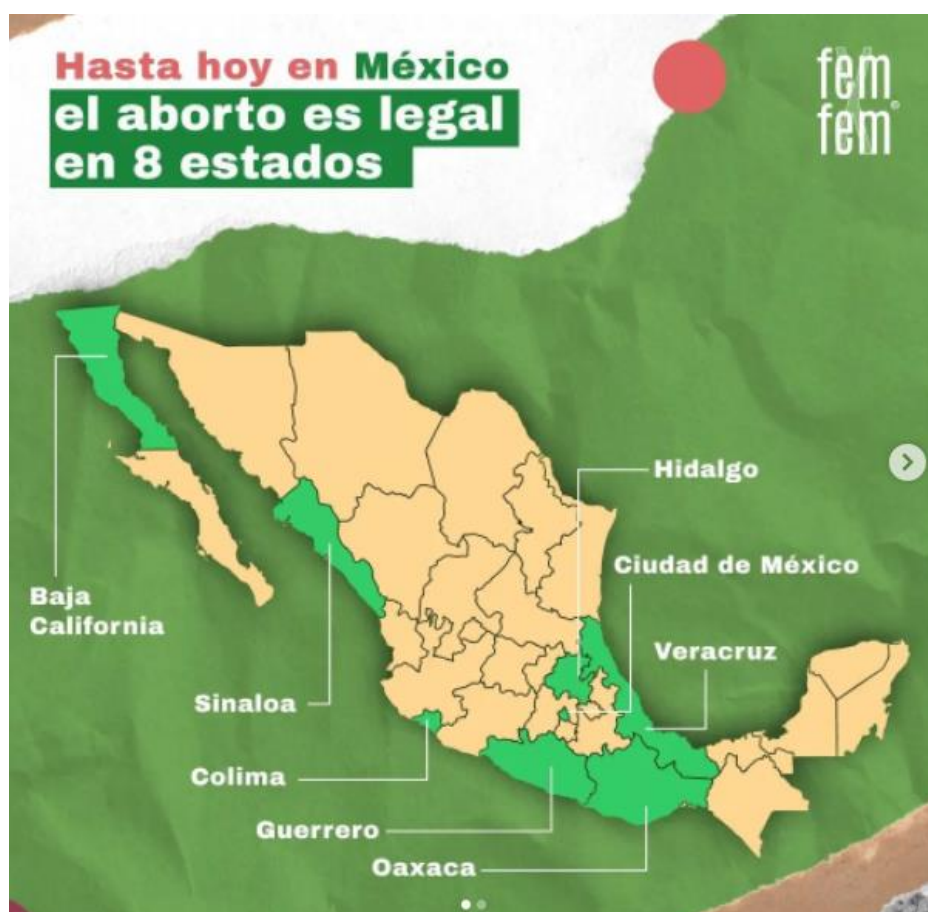 Hasta hoy en México
el aborto es legal
en 8 estados
fem
fem
Hidalgo
Ciudad de México
Baja
California
Veracruz
Sinaloa
Colima
Guerrero
Oaxaca